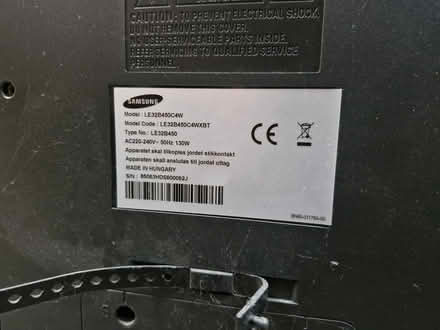 CAUTION: TO PREVENT ELECTRICAL SHOCK,
DO NOT REMOVE THIS COVER.
NO USER SERVICEABLE PARTS INSIDE.
REFER SERVICING TO QUALIFIED SERVICE
PERSONNEL.
SAMSUNG
Model : LE32B450C4W
Model Code : LE32B450C4WXBT
Type No : LE32B450
AC220-240V~ 50Hz 130W
Apparatet skal tilkoples jordet stikkontakt
Apparaten skall anslutas till jordat uttag
MADE IN HUNGARY
S/N :
CE